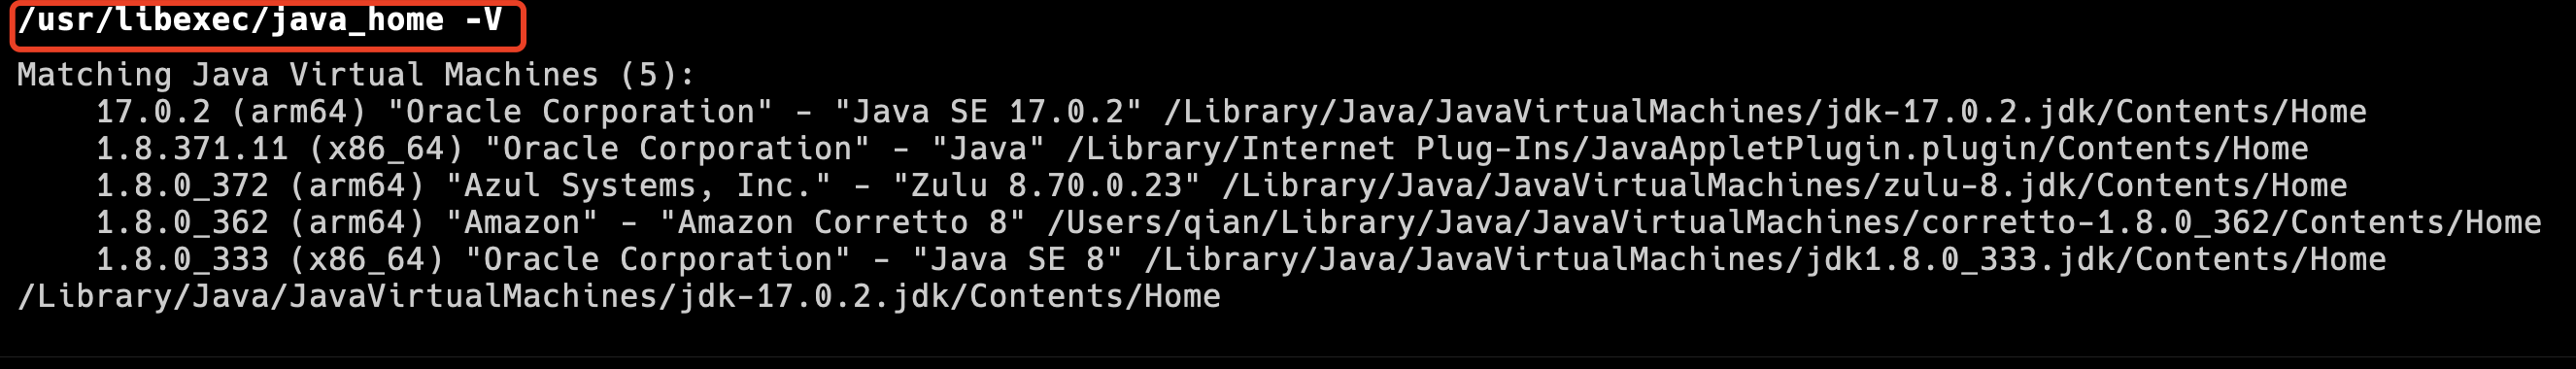 /usr/libexec/java_home -V
Matching Java Virtual Machines (5):
    17.0.2 (arm64) "Oracle Corporation" - "Java SE 17.0.2" /Library/Java/JavaVirtualMachines/jdk-17.0.2.jdk/Contents/Home
    1.8.371.11 (x86_64) "Oracle Corporation" - "Java" /Library/Internet Plug-Ins/JavaAppletPlugin.plugin/Contents/Home
    1.8.0_372 (arm64) "Azul Systems, Inc." - "Zulu 8.70.0.23" /Library/Java/JavaVirtualMachines/zulu-8.jdk/Contents/Home
    1.8.0_362 (arm64) "Amazon" - "Amazon Corretto 8" /Users/qian/Library/Java/JavaVirtualMachines/corretto-1.8.0_362/Contents/Home
    1.8.0_333 (x86_64) "Oracle Corporation" - "Java SE 8" /Library/Java/JavaVirtualMachines/jdk1.8.0_333.jdk/Contents/Home
/Library/Java/JavaVirtualMachines/jdk-17.0.2.jdk/Contents/Home